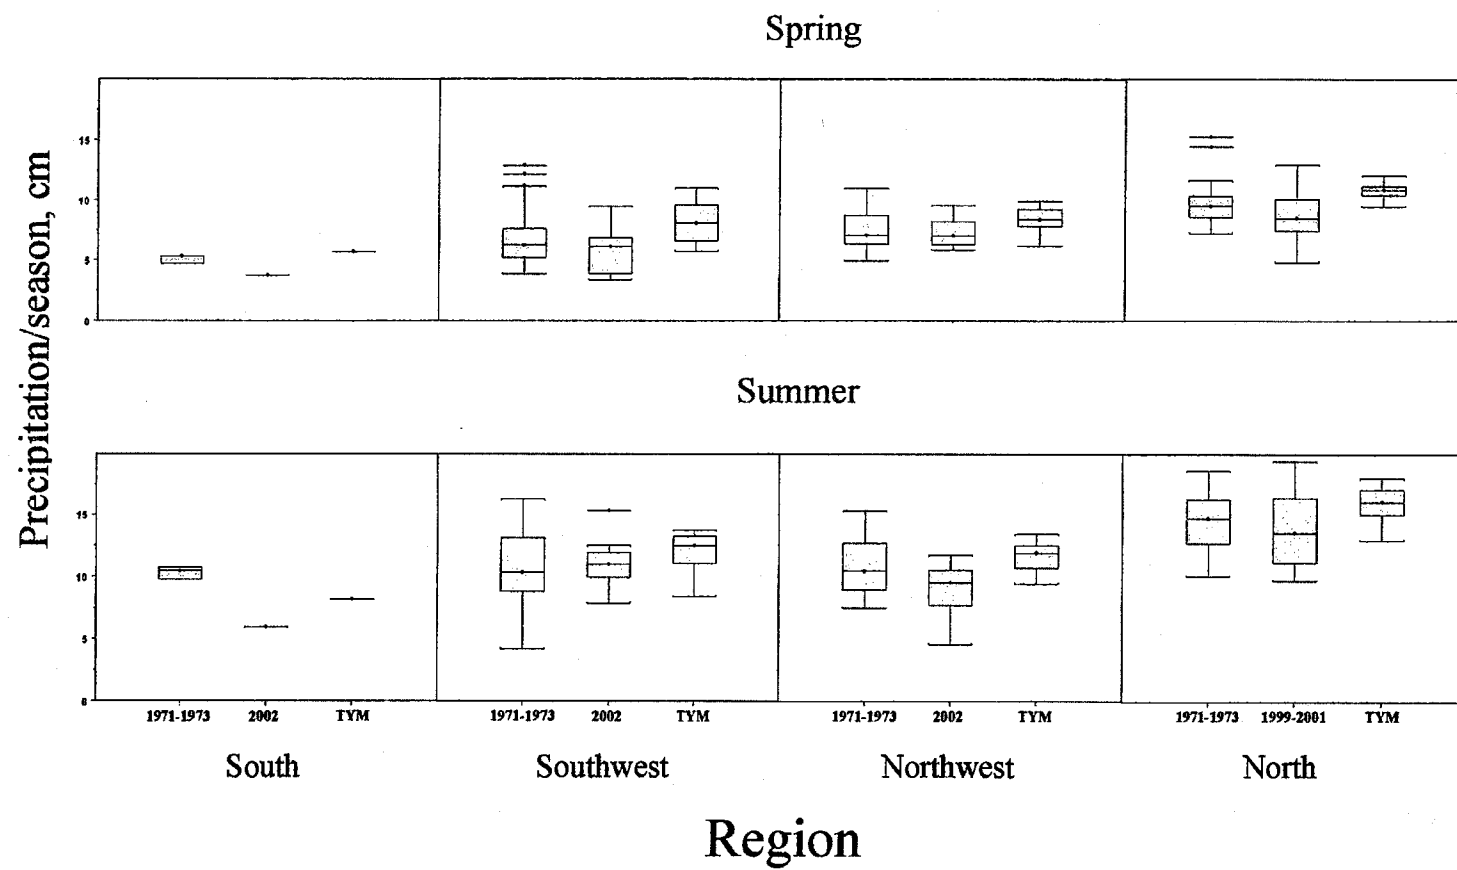 Spring
15
10
5
0
Precipitation/season, cm
Summer
15
10
5
0
1971-1973 2002 TYM 1971-1973 2002 TYM 1971-1973 2002 TYM 1971-1973 1999-2001 TYM
South Southwest Northwest North
Region